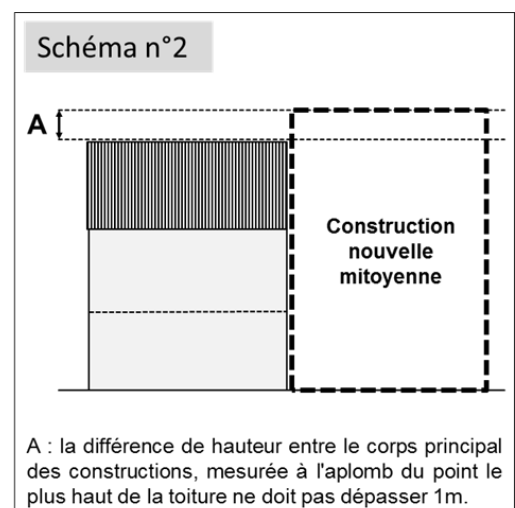 Schéma n°2
A
Construction
nouvelle
mitoyenne
A : la différence de hauteur entre le corps principal
des constructions, mesurée à l'aplomb du point le
plus haut de la toiture ne doit pas dépasser 1m.